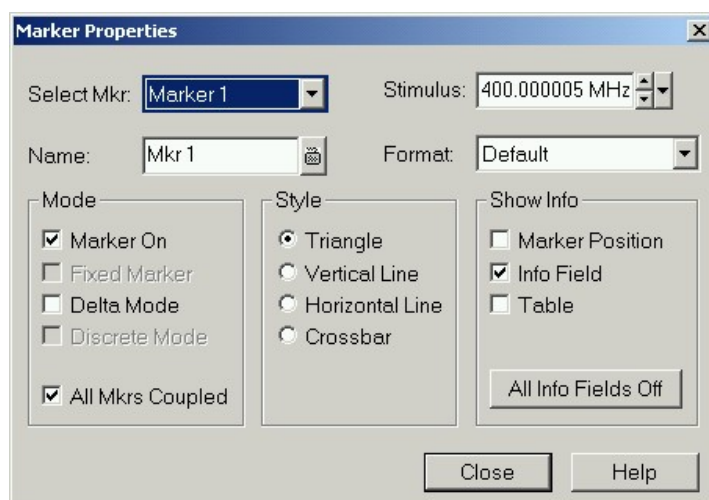 Marker Properties
Select Mkr: Marker 1
Stimulus: 400.000005 MHz
Name: Mkr 1
Format: Default
Mode
Marker On
Fixed Marker
Delta Mode
Discrete Mode
All Mkrs Coupled
Style
Triangle
Vertical Line
Horizontal Line
Crossbar
Show Info
Marker Position
Info Field
Table
All Info Fields Off
Close
Help